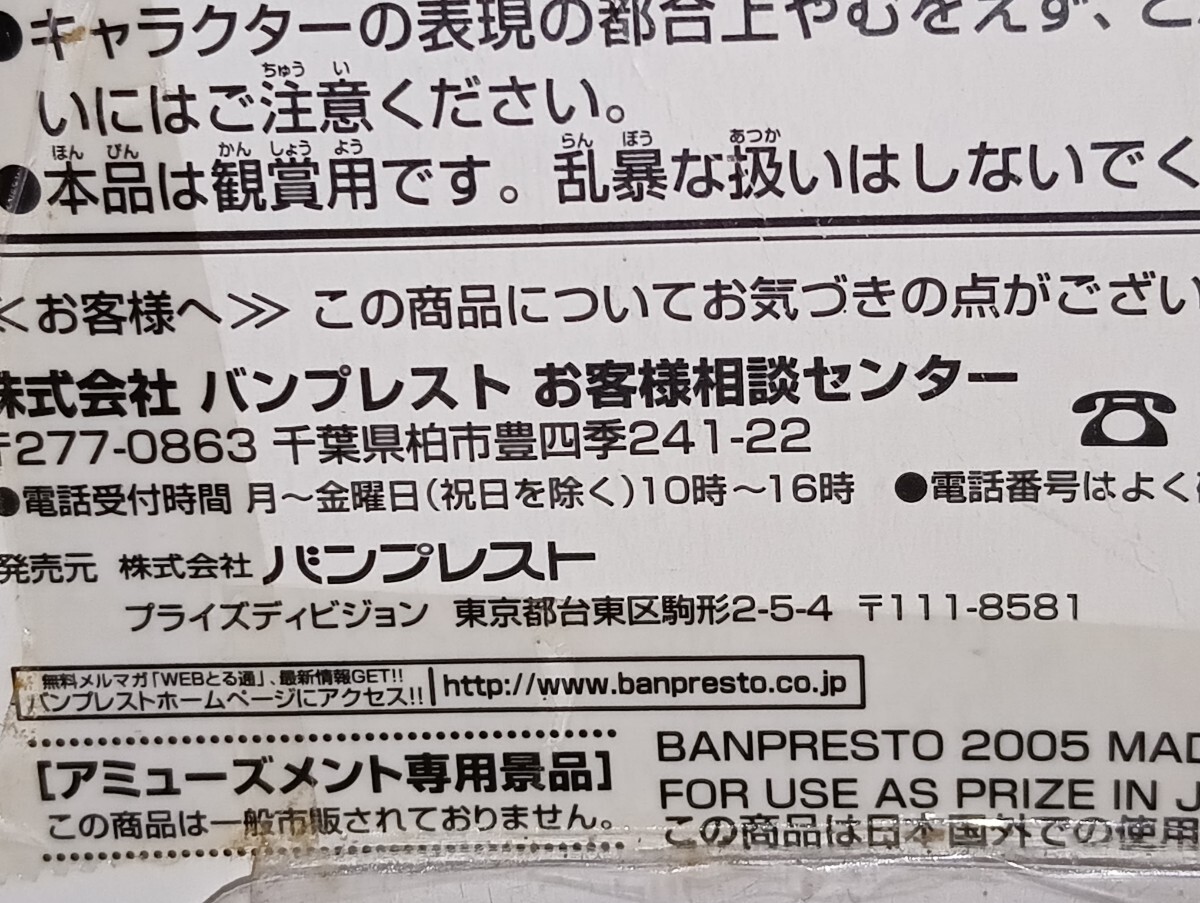 ●キャラクターの表現の都合上やむをえず、と
いにはご注意ください。
●本品は観賞用です。乱暴な扱いはしないでく
<お客様へ≫ この商品についてお気づきの点がござい
株式会社 バンプレスト お客様相談センター
〒277-0863 千葉県柏市豊四季241-22
●電話受付時間 月～金曜日(祝日を除く)10時～16時 ●電話番号はよく
発売元 株式会社 バンプレスト
プライズディビジョン 東京都台東区駒形2-5-4 〒111-8581
無料メルマガ「WEBとる通」、最新情報GET!!
バンプレストホームページにアクセス!!
http://www.banpresto.co.jp
[アミューズメント専用景品]
この商品は一般市販されておりません。
BANPRESTO 2005 MAD
FOR USE AS PRIZE IN J
この商品は日本国外での使用